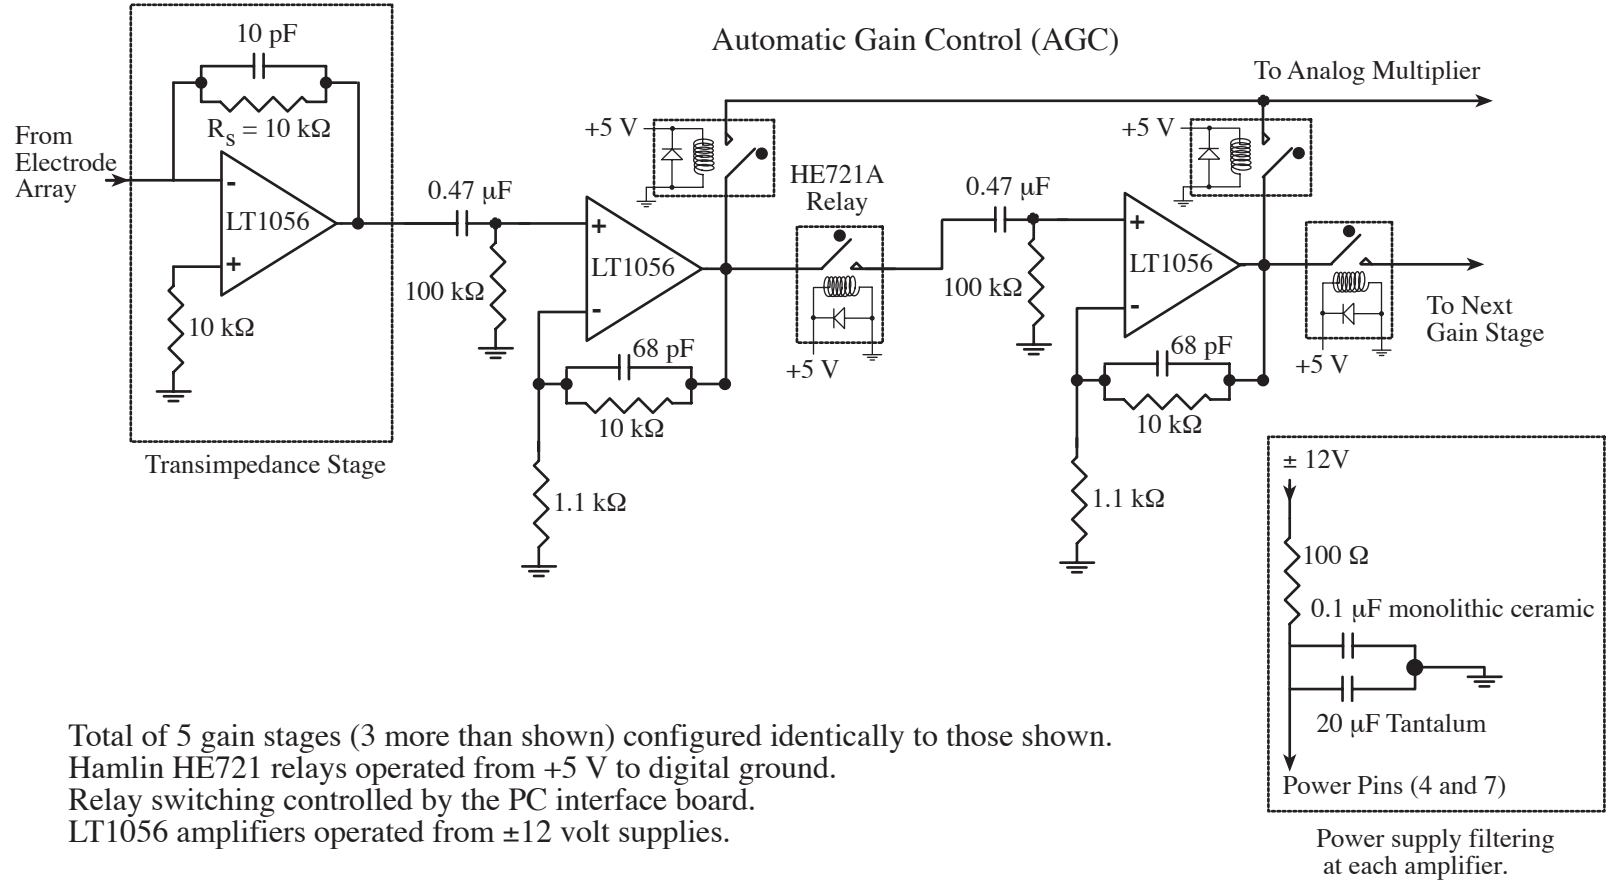 10 pF
Automatic Gain Control (AGC)
To Analog Multiplier
From
Electrode
Array
RS = 10 kΩ
-
LT1056
+
10 kΩ
Transimpedance Stage
0.47 µF
100 kΩ
+
LT1056
-
68 pF
10 kΩ
1.1 kΩ
+5 V
HE721A
Relay
+5 V
0.47 µF
100 kΩ
+
LT1056
-
68 pF
10 kΩ
1.1 kΩ
+5 V
+5 V
To Next
Gain Stage
± 12V
100 Ω
0.1 µF monolithic ceramic
20 µF Tantalum
Power Pins (4 and 7)
Power supply filtering
at each amplifier.
Total of 5 gain stages (3 more than shown) configured identically to those shown.
Hamlin HE721 relays operated from +5 V to digital ground.
Relay switching controlled by the PC interface board.
LT1056 amplifiers operated from ±12 volt supplies.